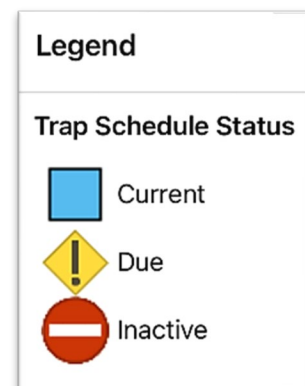 Legend
Trap Schedule Status
Current
Due
Inactive